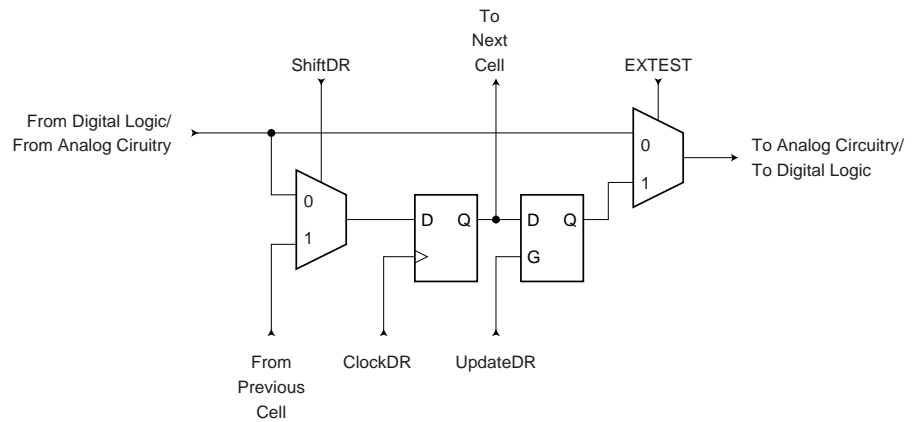 To
Next
Cell
ShiftDR
EXTEST
From Digital Logic/
From Analog Ciruitry
0
1
To Analog Circuitry/
To Digital Logic
0
1
D Q
D Q
G
From
Previous
Cell
ClockDR
UpdateDR